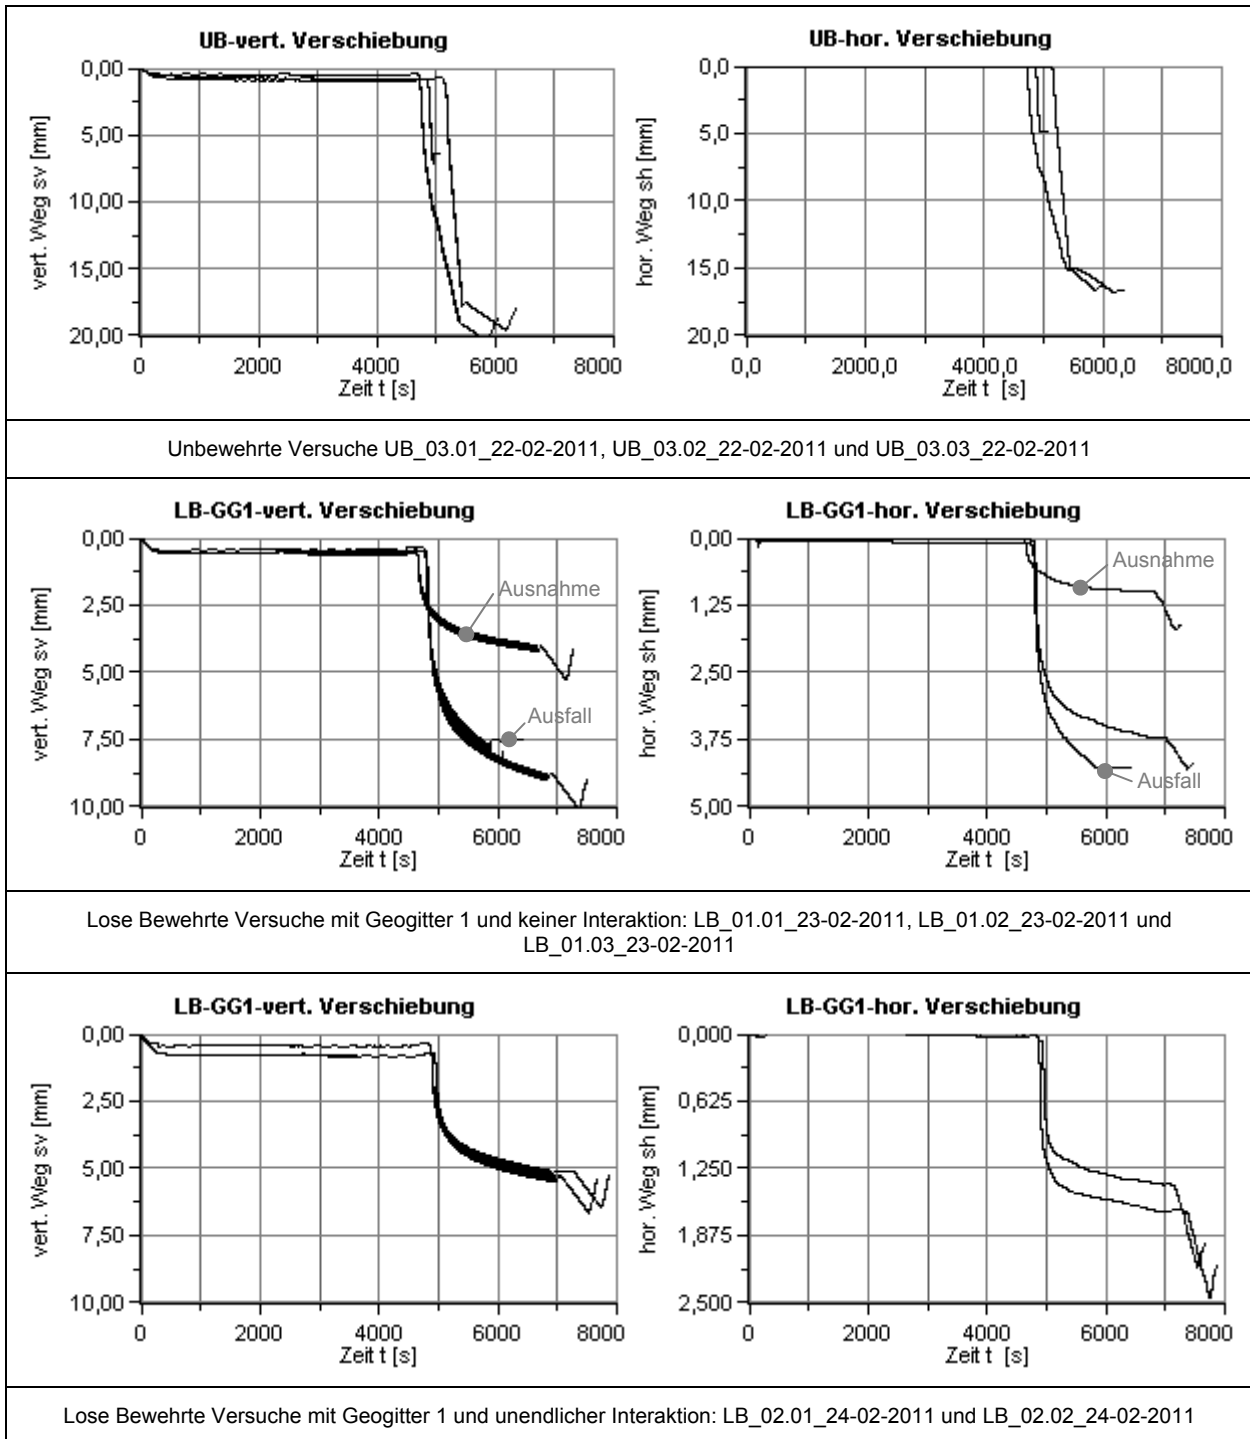 UB-vert. Verschiebung
0,00
5,00
10,00
15,00
20,00
vert. Weg sv [mm]
0 2000 4000 6000 8000
Zeit t [s]
UB-hor. Verschiebung
0,0
5,0
10,0
15,0
20,0
hor. Weg sh [mm]
0,0 2000,0 4000,0 6000,0 8000,0
Zeit t [s]
Unbewehrte Versuche UB_03.01_22-02-2011, UB_03.02_22-02-2011 und UB_03.03_22-02-2011
LB-GG1-vert. Verschiebung
0,00
2,50
5,00
7,50
10,00
vert. Weg sv [mm]
Ausnahme
Ausfall
0 2000 4000 6000 8000
Zeit t [s]
LB-GG1-hor. Verschiebung
0,00
1,25
2,50
3,75
5,00
hor. Weg sh [mm]
Ausnahme
Ausfall
0 2000 4000 6000 8000
Zeit t [s]
Lose Bewehrte Versuche mit Geogitter 1 und keiner Interaktion: LB_01.01_23-02-2011, LB_01.02_23-02-2011 und
LB_01.03_23-02-2011
LB-GG1-vert. Verschiebung
0,00
2,50
5,00
7,50
10,00
vert. Weg sv [mm]
0 2000 4000 6000 8000
Zeit t [s]
LB-GG1-hor. Verschiebung
0,000
0,625
1,250
1,875
2,500
hor. Weg sh [mm]
0 2000 4000 6000 8000
Zeit t [s]
Lose Bewehrte Versuche mit Geogitter 1 und unendlicher Interaktion: LB_02.01_24-02-2011 und LB_02.02_24-02-2011